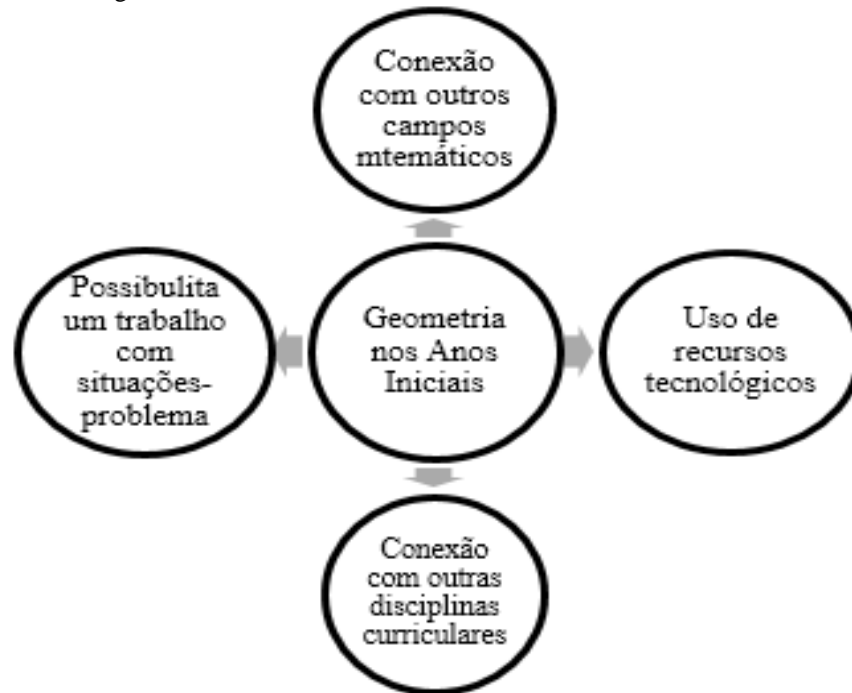 Conexão
com outros
campos
mtemáticos
Possibulita
um trabalho
com
situações-
problema
Geometria
nos Anos
Iniciais
Uso de
recursos
tecnológicos
Conexão
com outras
disciplinas
curriculares